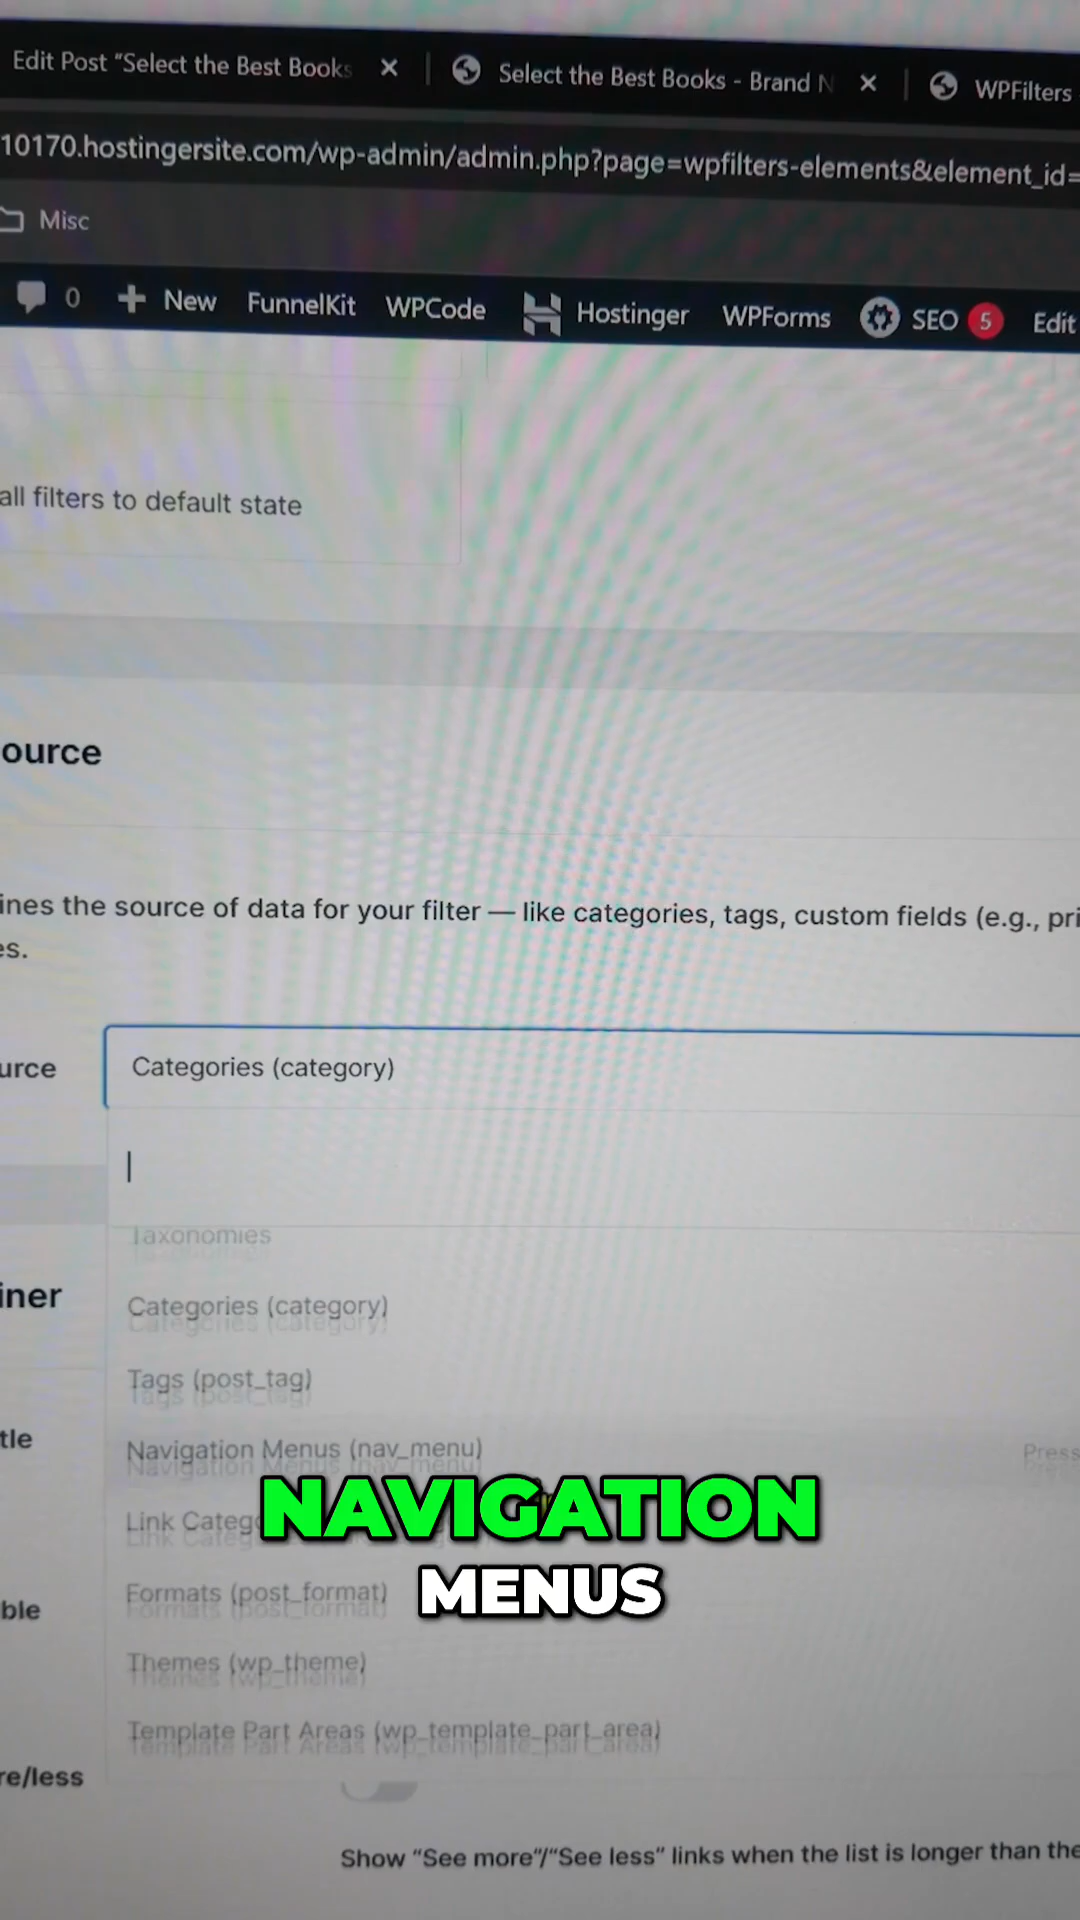 Edit Post “Select the Best Books
Select the Best Books - Brand N
WPFilters
10170.hostingersite.com/wp-admin/admin.php?page=wpfilters-elements&element_id=
Misc
0 New FunnelKit WPCode Hostinger WPForms SEO 5 Edit
all filters to default state
ource
ines the source of data for your filter — like categories, tags, custom fields (e.g., pri
es.
urce
Categories (category)
Taxonomies
iner
Categories (category)
Tags (post_tag)
tle
Navigation Menus (nav_menu)
Press
NAVIGATION
Link Categ
MENUS
Formats (post_format)
ble
Themes (wp_theme)
Template Part Areas (wp_template_part_area)
re/less
Show “See more”/“See less” links when the list is longer than the